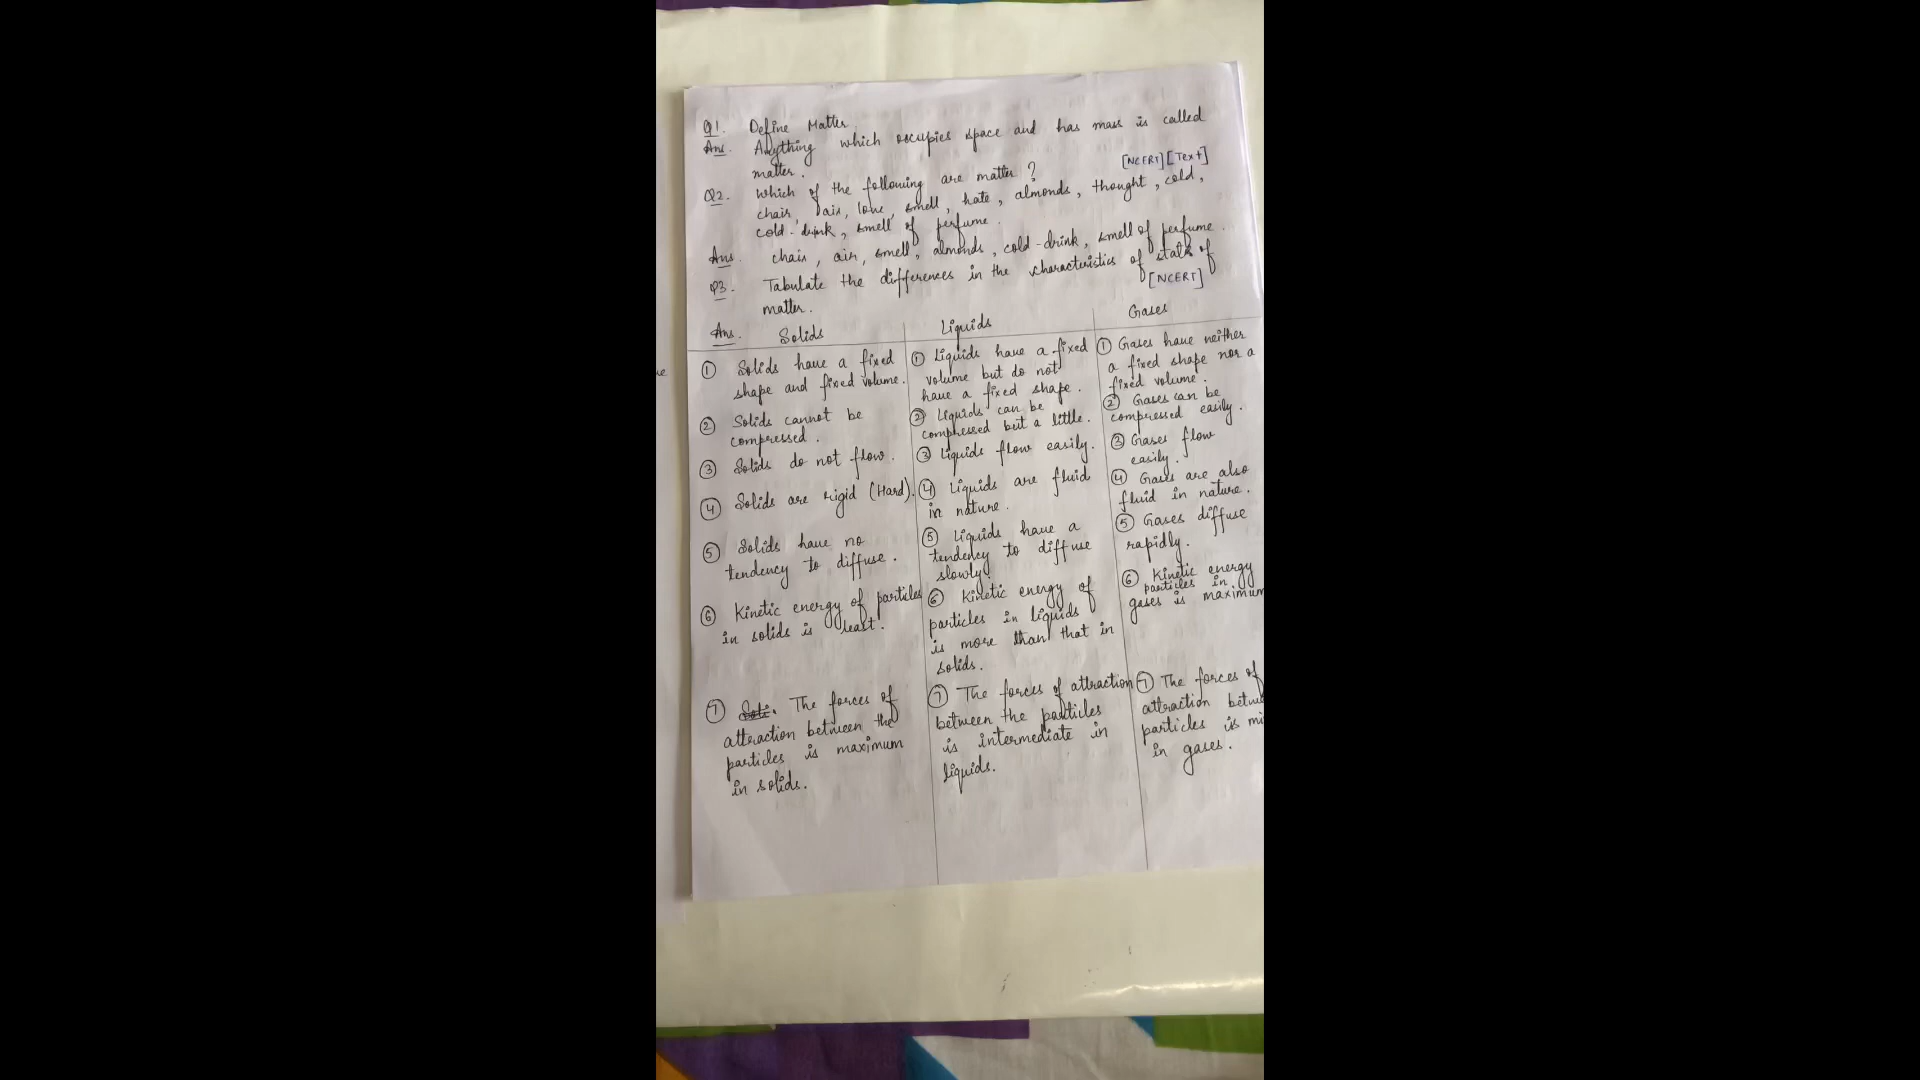 Q1. Define Matter.
Ans. Anything which occupies space and has mass is called
matter.
[NCERT] [Text]
Q2. Which of the following are matter?
chair, air, love, smell, hate, almonds, thought, cold,
cold-drink, smell of perfume.
Ans. chair, air, smell, almonds, cold-drink, smell of perfume.
Q3. Tabulate the differences in the characteristics of states of
matter.
[NCERT]
Ans. Solids
① Solids have a fixed
shape and fixed volume.
② Solids cannot be
compressed.
③ Solids do not flow.
④ Solids are rigid (Hard).
⑤ Solids have no
tendency to diffuse.
⑥ Kinetic energy of particles
in solids is least.
⑦ The forces of
attraction between the
particles is maximum
in solids.
Liquids
① Liquids have a fixed
volume but do not
have a fixed shape.
② Liquids can be
compressed but a little.
③ Liquids flow easily.
④ Liquids are fluid
in nature.
⑤ Liquids have a
tendency to diffuse
slowly.
⑥ Kinetic energy of
particles in liquids
is more than that in
solids.
⑦ The forces of attraction
between the particles
is intermediate in
liquids.
Gases
① Gases have neither
a fixed shape nor a
fixed volume.
② Gases can be
compressed easily.
③ Gases flow
easily.
④ Gases are also
fluid in nature.
⑤ Gases diffuse
rapidly.
⑥ Kinetic energy
particles in
gases is maximum
⑦ The forces of
attraction
particles is
in gases.